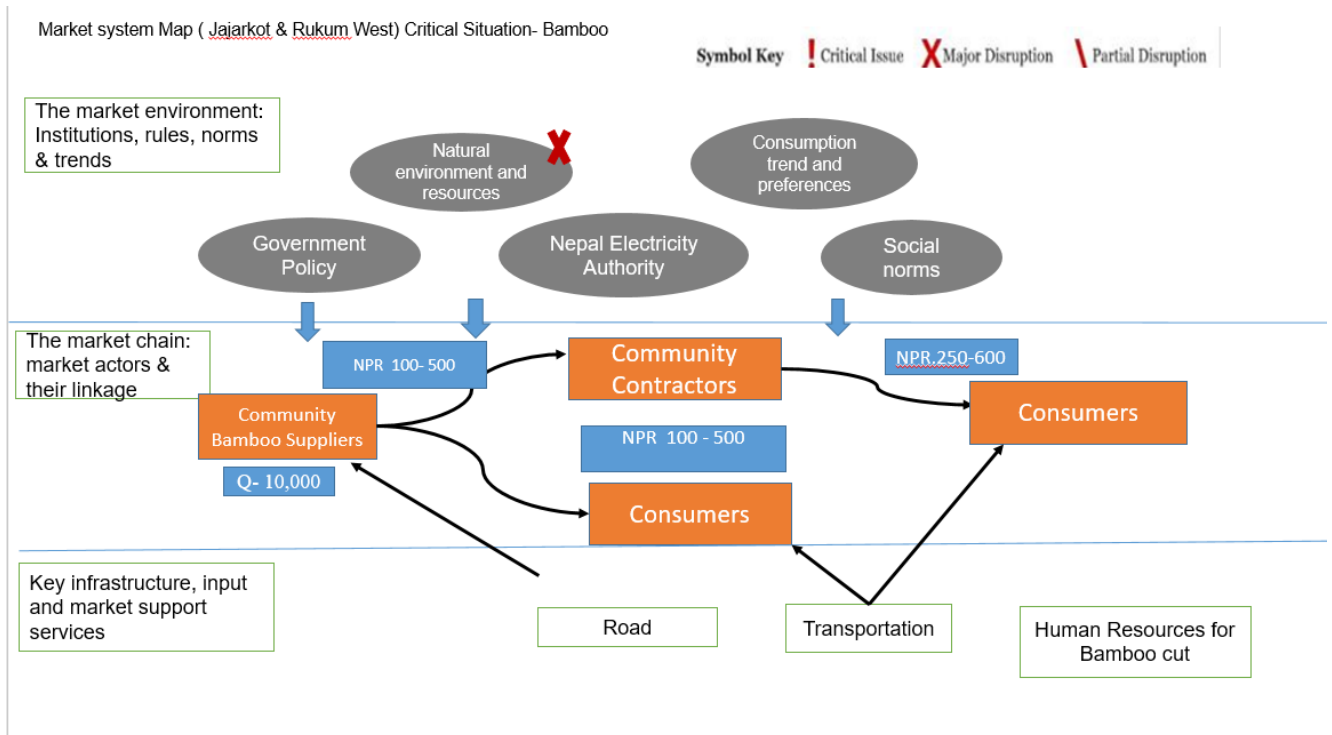 Market system Map ( Jajarkot & Rukum West) Critical Situation- Bamboo
Symbol Key ! Critical Issue X Major Disruption \ Partial Disruption
The market environment:
Institutions, rules, norms
& trends
Natural
environment and
resources
Consumption
trend and
preferences
Government
Policy
Nepal Electricity
Authority
Social
norms
The market chain:
market actors &
their linkage
NPR 100- 500
Community
Contractors
NPR.250-600
Community
Bamboo Suppliers
Consumers
NPR 100 - 500
Q- 10,000
Consumers
Key infrastructure, input
and market support
services
Road
Transportation
Human Resources for
Bamboo cut